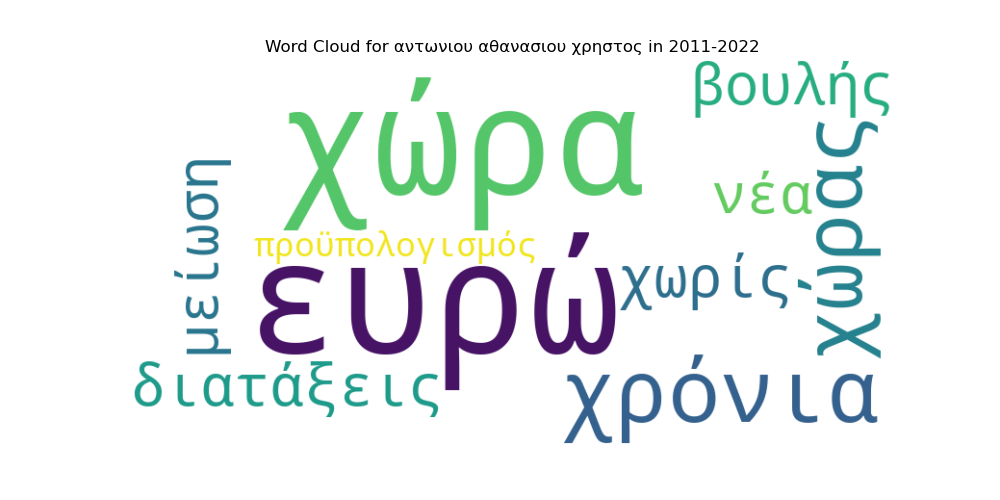 Word Cloud for αντωνιου αθανασιου χρηστος in 2011-2022
βουλής
χώρα
χώρας
μείωση
νέα
προϋπολογισμός
ευρώ
χωρίς
διατάξεις
χρόνια